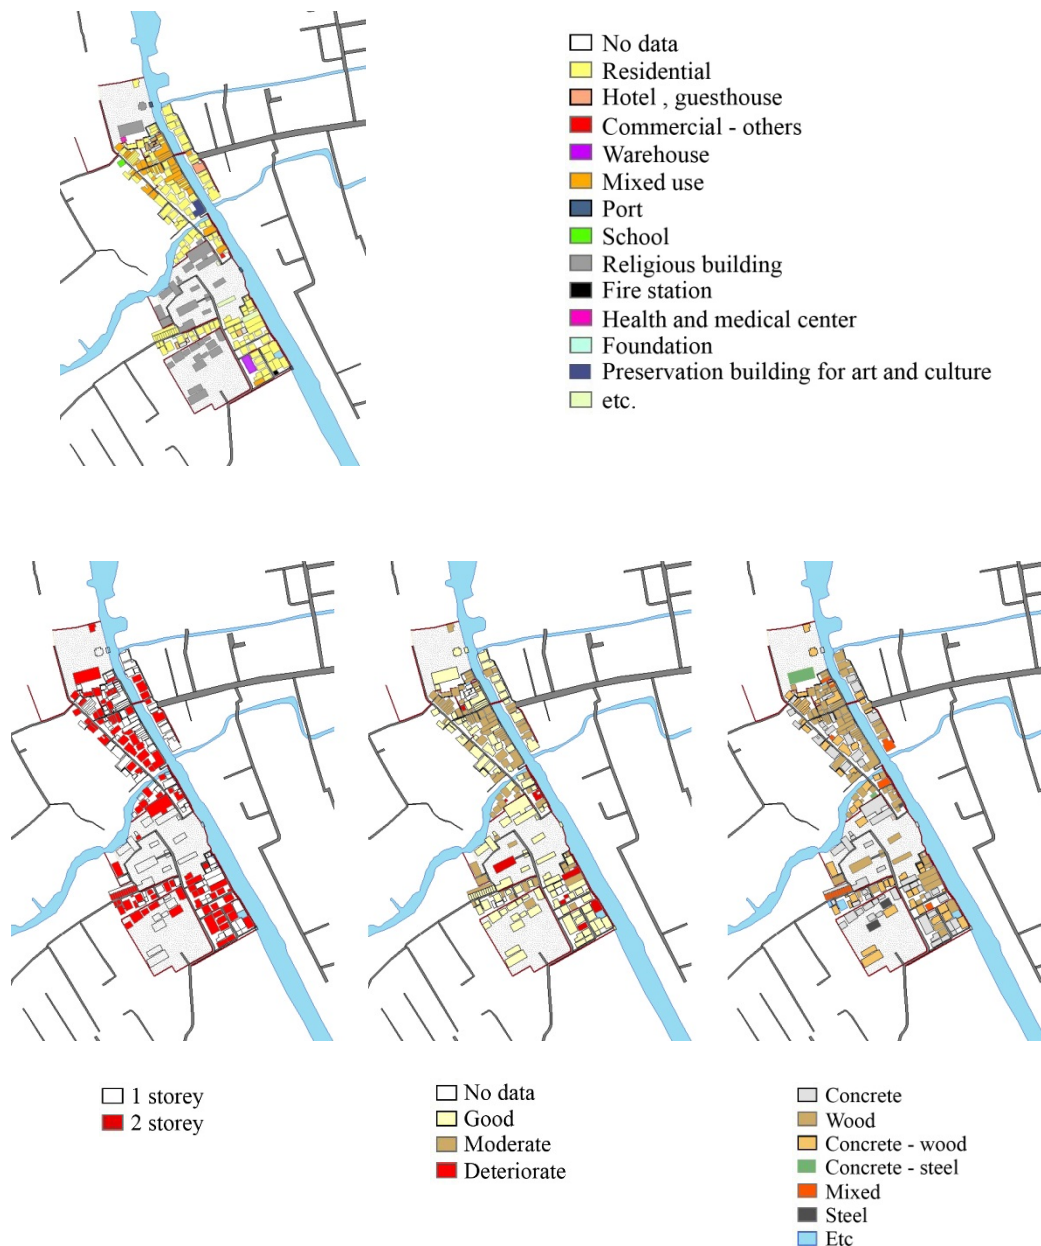 No data
Residential
Hotel , guesthouse
Commercial - others
Warehouse
Mixed use
Port
School
Religious building
Fire station
Health and medical center
Foundation
Preservation building for art and culture
etc.
1 storey
2 storey
No data
Good
Moderate
Deteriorate
Concrete
Wood
Concrete - wood
Concrete - steel
Mixed
Steel
Etc